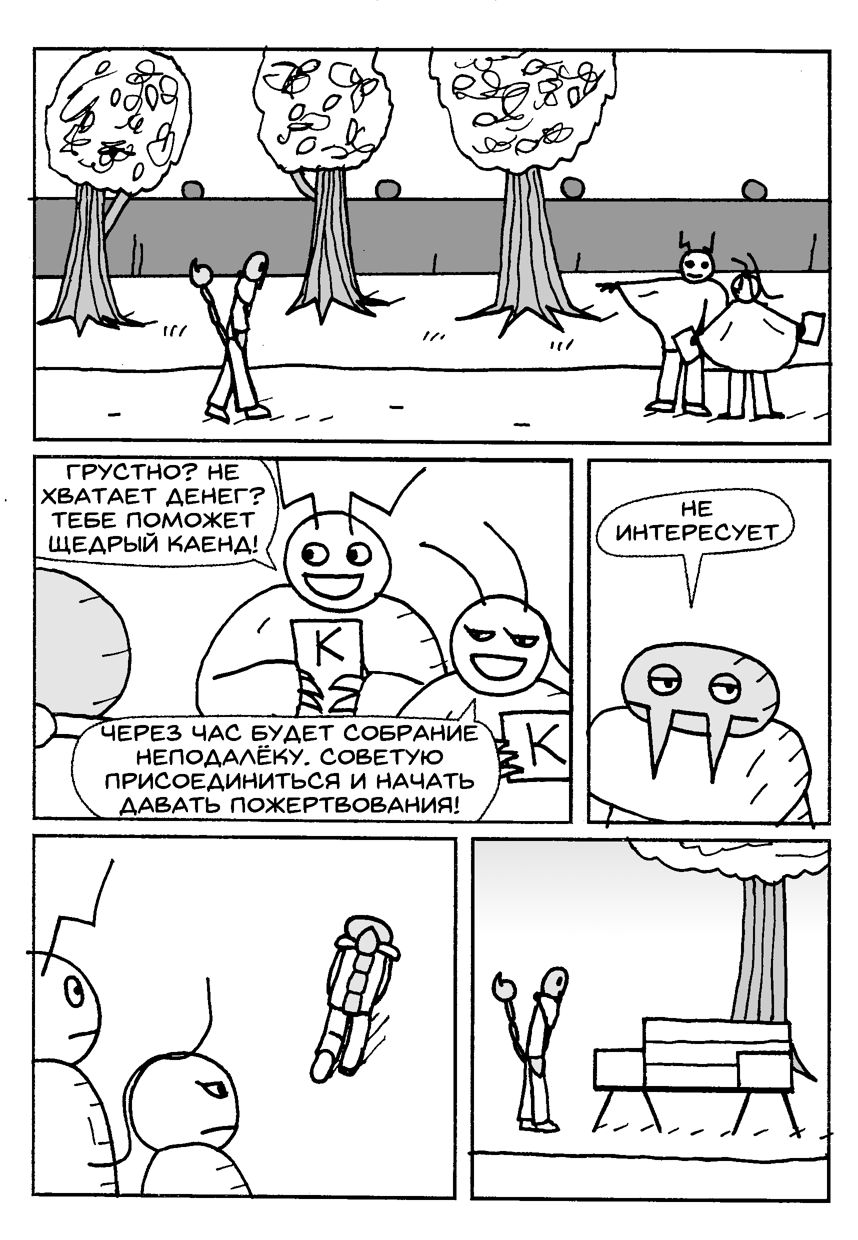 ГРУСТНО? НЕ
ХВАТАЕТ ДЕНЕГ?
ТЕБЕ ПОМОЖЕТ
ЩЕДРЫЙ КАЕНД!
K
ЧЕРЕЗ ЧАС БУДЕТ СОБРАНИЕ
НЕПОДАЛЁКУ. СОВЕТУЮ
ПРИСОЕДИНИТЬСЯ И НАЧАТЬ
ДАВАТЬ ПОЖЕРТВОВАНИЯ!
K
НЕ
ИНТЕРЕСУЕТ